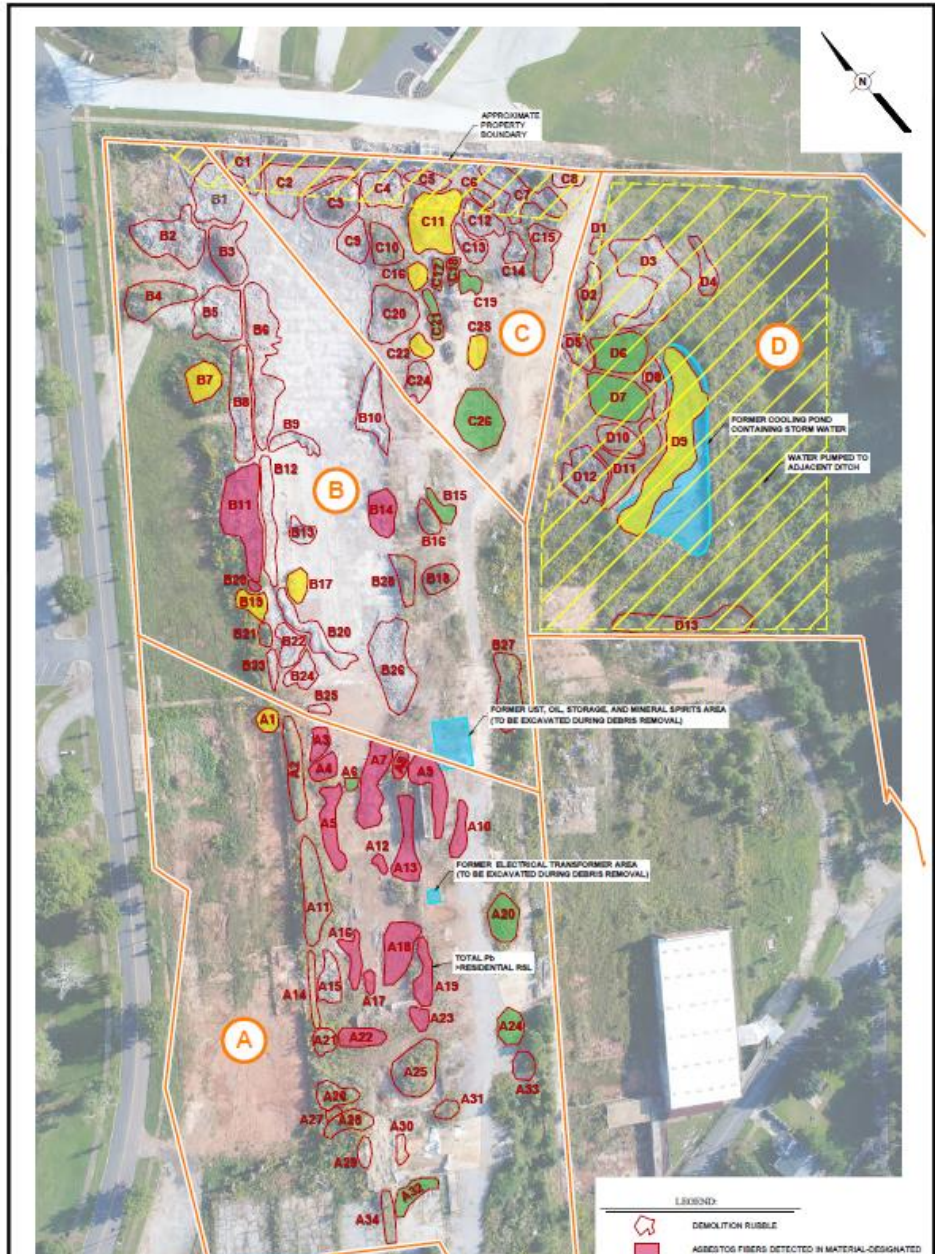 N
APPROXIMATE
PROPERTY
BOUNDARY
C1
C2
C3
C4
C5
C6
C7
C8
B1
B2
B3
B4
B5
B6
B7
B8
B9
B10
C9
C10
C11
C12
C13
C14
C15
C16
C17
C18
C19
C20
C21
C22
C24
C25
C26
C
D1
D2
D3
D4
D5
D6
D7
D8
D9
D10
D11
D12
D13
D
FORMER COOLING POND
CONTAINING STORM WATER
WATER PUMPED TO
ADJACENT DITCH
B
B11
B12
B13
B14
B15
B16
B17
B18
B19
B20
B20
B21
B22
B23
B24
B25
B26
B27
B28
FORMER UST, OIL, STORAGE, AND MINERAL SPIRITS AREA
(TO BE EXCAVATED DURING DEBRIS REMOVAL)
A1
A2
A3
A4
A5
A6
A7
A9
A10
A11
A12
A13
FORMER ELECTRICAL TRANSFORMER AREA
(TO BE EXCAVATED DURING DEBRIS REMOVAL)
A14
A15
A16
A17
A18
A19
A20
TOTAL Pb
>RESIDENTIAL RSL
A
A21
A22
A23
A24
A25
A26
A27
A28
A29
A30
A31
A32
A33
A34
LEGEND:
DEMOLITION RUBBLE
ASBESTOS FIBERS DETECTED IN MATERIAL-DESIGNATED